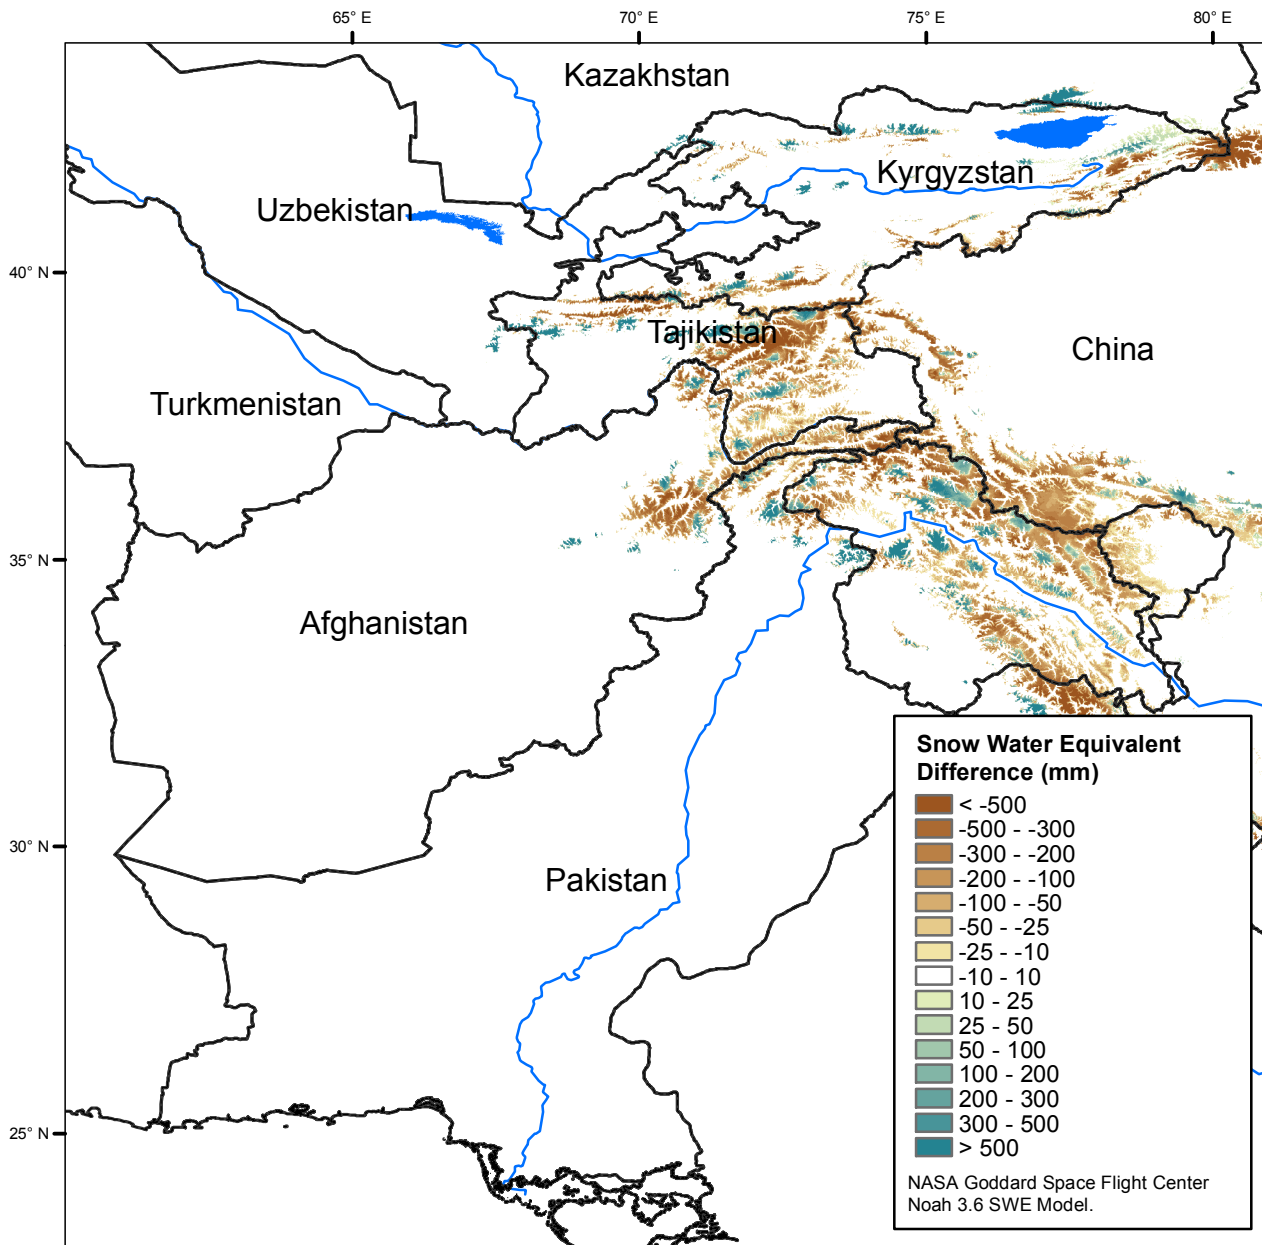 65° E 70° E 75° E 80° E
Kazakhstan
Kyrgyzstan
Uzbekistan
40° N
Tajikistan
China
Turkmenistan
35° N
Afghanistan
Snow Water Equivalent
Difference (mm)
< -500
-500 - -300
-300 - -200
-200 - -100
-100 - -50
-50 - -25
-25 - -10
-10 - 10
10 - 25
25 - 50
50 - 100
100 - 200
200 - 300
300 - 500
> 500
NASA Goddard Space Flight Center
Noah 3.6 SWE Model.
30° N
Pakistan
25° N